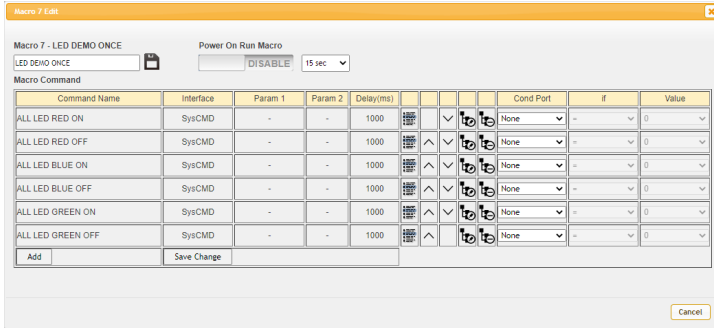 Macro 7 Edit
Macro 7 - LED DEMO ONCE Power On Run Macro
LED DEMO ONCE DISABLE 15 sec
Macro Command
Command Name Interface Param 1 Param 2 Delay(ms) Cond Port if Value
ALL LED RED ON SysCMD - - 1000 None = 0
ALL LED RED OFF SysCMD - - 1000 None = 0
ALL LED BLUE ON SysCMD - - 1000 None = 0
ALL LED BLUE OFF SysCMD - - 1000 None = 0
ALL LED GREEN ON SysCMD - - 1000 None = 0
ALL LED GREEN OFF SysCMD - - 1000 None = 0
Add Save Change
Cancel